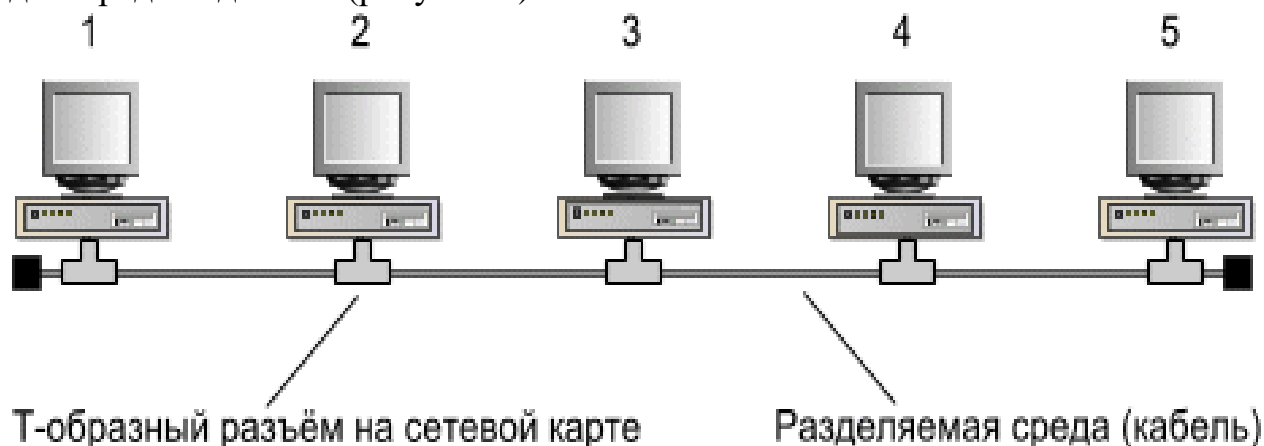 1 2 3 4 5
Т-образный разъём на сетевой карте Разделяемая среда (кабель)